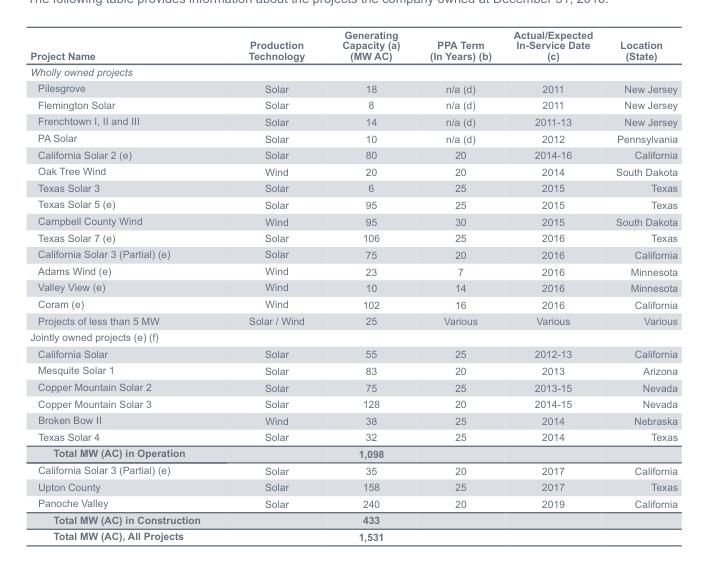 The following table provides information about the projects the company owned at December 31, 2016.
Project Name Production Technology Generating Capacity (a) (MW AC) PPA Term (In Years) (b) Actual/Expected In-Service Date (c) Location (State)
Wholly owned projects
Pilesgrove Solar 18 n/a (d) 2011 New Jersey
Flemington Solar Solar 8 n/a (d) 2011 New Jersey
Frenchtown I, II and III Solar 14 n/a (d) 2011-13 New Jersey
PA Solar Solar 10 n/a (d) 2012 Pennsylvania
California Solar 2 (e) Solar 80 20 2014-16 California
Oak Tree Wind Wind 20 20 2014 South Dakota
Texas Solar 3 Solar 6 25 2015 Texas
Texas Solar 5 (e) Solar 95 25 2015 Texas
Campbell County Wind Wind 95 30 2015 South Dakota
Texas Solar 7 (e) Solar 106 25 2016 Texas
California Solar 3 (Partial) (e) Solar 75 20 2016 California
Adams Wind (e) Wind 23 7 2016 Minnesota
Valley View (e) Wind 10 14 2016 Minnesota
Coram (e) Wind 102 16 2016 California
Projects of less than 5 MW Solar / Wind 25 Various Various Various
Jointly owned projects (e) (f)
California Solar Solar 55 25 2012-13 California
Mesquite Solar 1 Solar 83 20 2013 Arizona
Copper Mountain Solar 2 Solar 75 25 2013-15 Nevada
Copper Mountain Solar 3 Solar 128 20 2014-15 Nevada
Broken Bow II Wind 38 25 2014 Nebraska
Texas Solar 4 Solar 32 25 2014 Texas
Total MW (AC) in Operation 1,098
California Solar 3 (Partial) (e) Solar 35 20 2017 California
Upton County Solar 158 25 2017 Texas
Panoche Valley Solar 240 20 2019 California
Total MW (AC) in Construction 433
Total MW (AC), All Projects 1,531